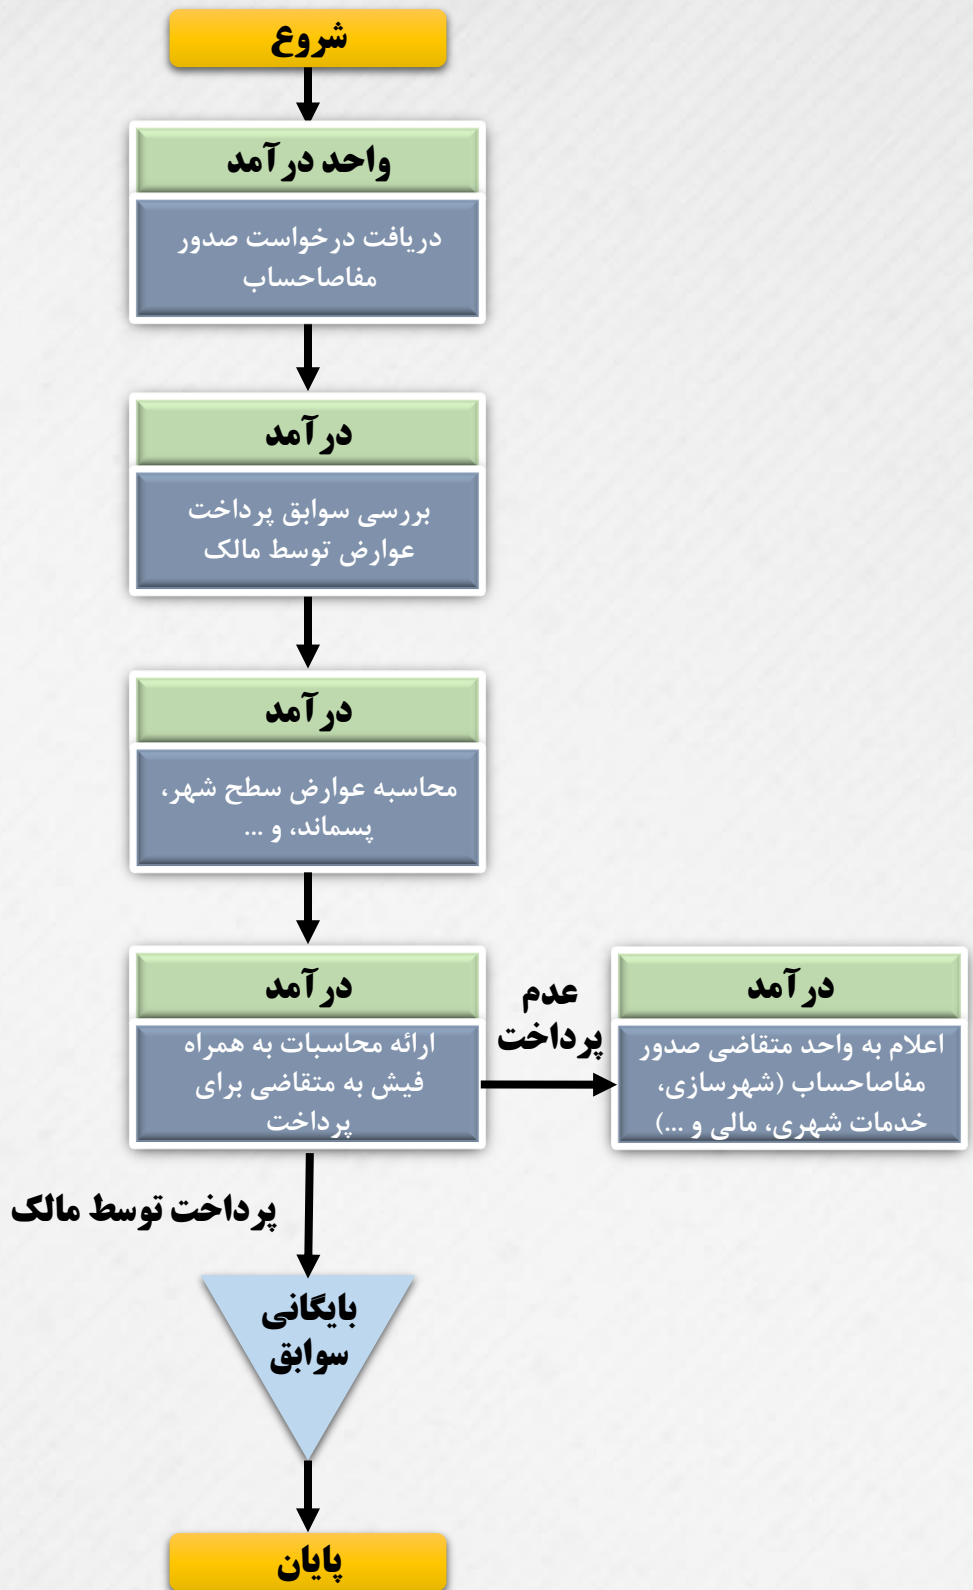 شروع
واحد درآمد
دریافت درخواست صدور
مفاصاحساب
درآمد
بررسی سوابق پرداخت
عوارض توسط مالک
درآمد
محاسبه عوارض سطح شهر،
پسماند، و ...
درآمد
ارائه محاسبات به همراه
فیش به متقاضی برای
پرداخت
عدم
پرداخت
درآمد
اعلام به واحد متقاضی صدور
مفاصاحساب (شهرسازی،
خدمات شهری، مالی و ...)
پرداخت توسط مالک
بایگانی
سوابق
پایان